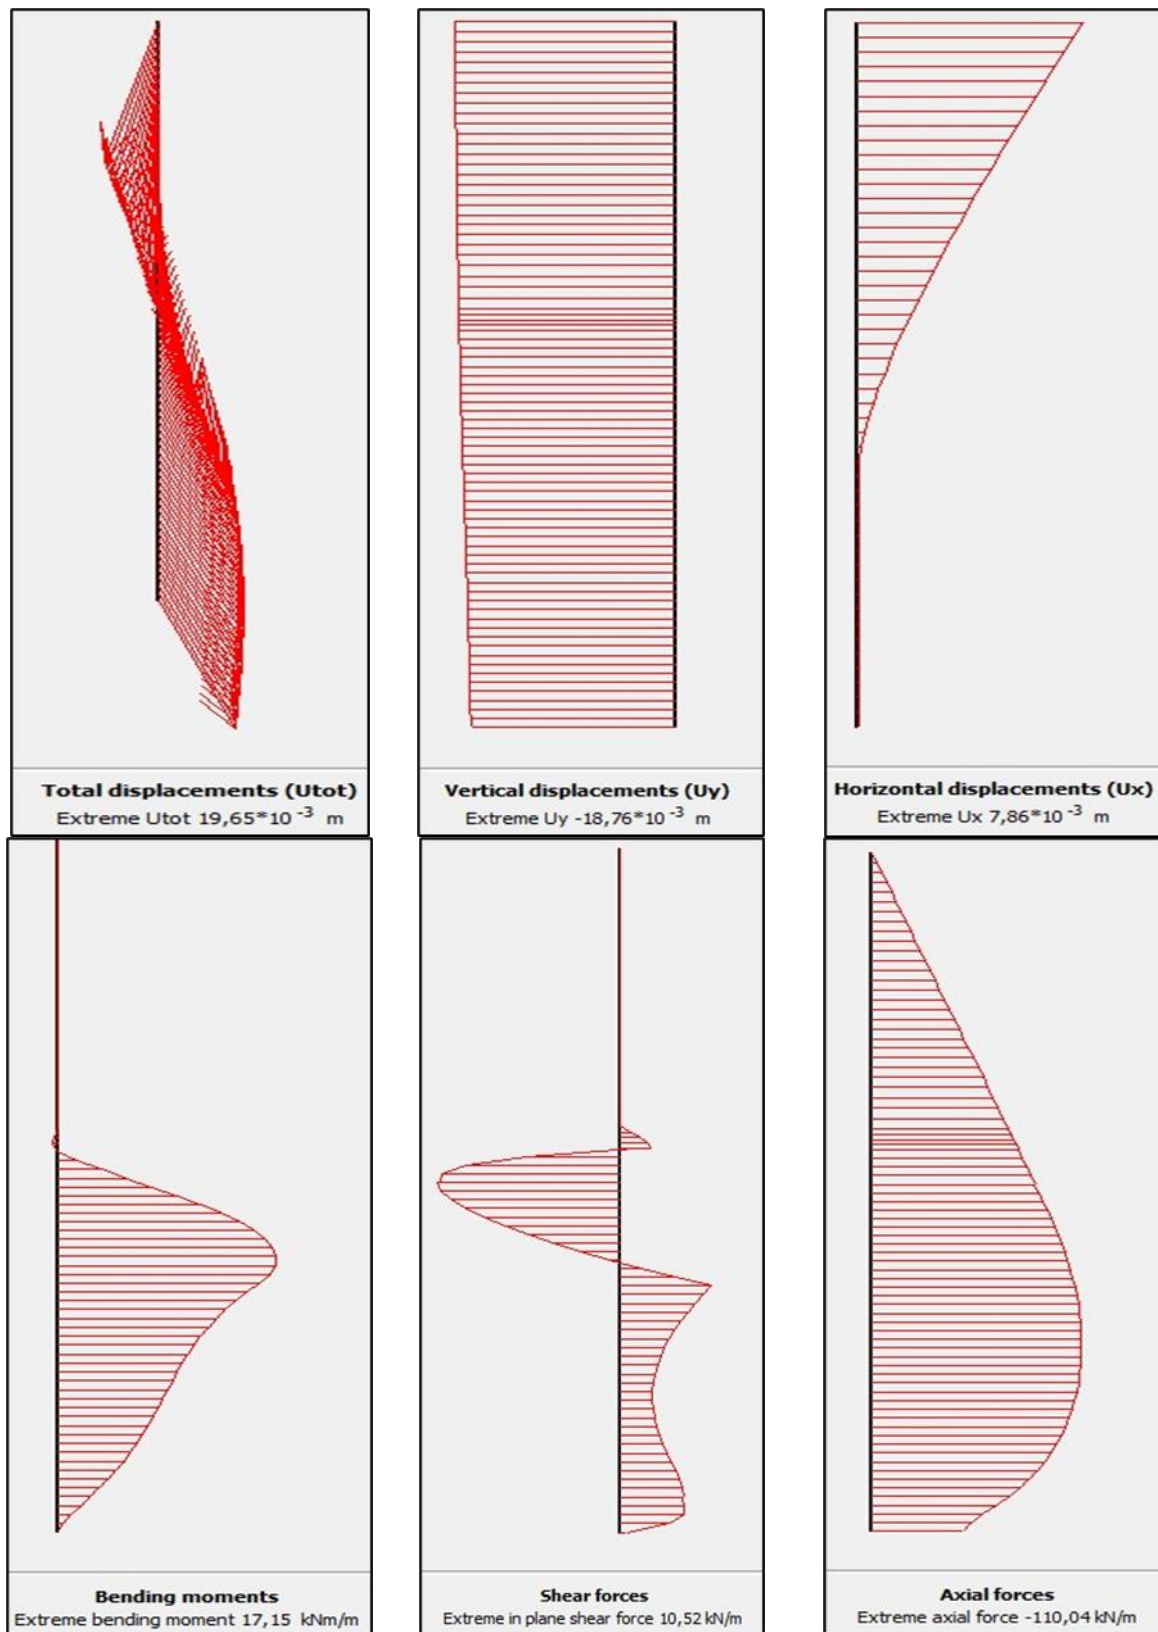 Total displacements (Utot)
Extreme Utot 19,65*10 -3 m
Vertical displacements (Uy)
Extreme Uy -18,76*10 -3 m
Horizontal displacements (Ux)
Extreme Ux 7,86*10 -3 m
Bending moments
Extreme bending moment 17,15 kNm/m
Shear forces
Extreme in plane shear force 10,52 kN/m
Axial forces
Extreme axial force -110,04 kN/m